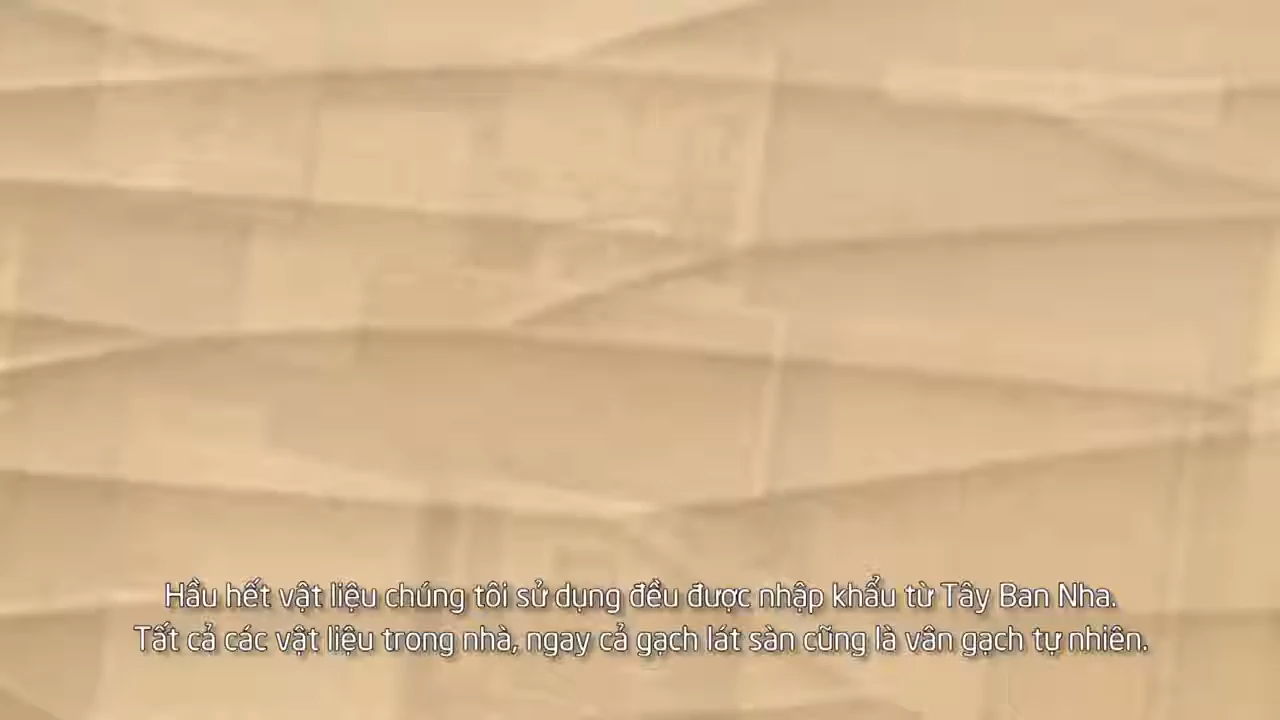 Hầu hết vật liệu chúng tôi sử dụng đều được nhập khẩu từ Tây Ban Nha.
Tất cả các vật liệu trong nhà, ngay cả gạch lát sàn cũng là vân gạch tự nhiên.